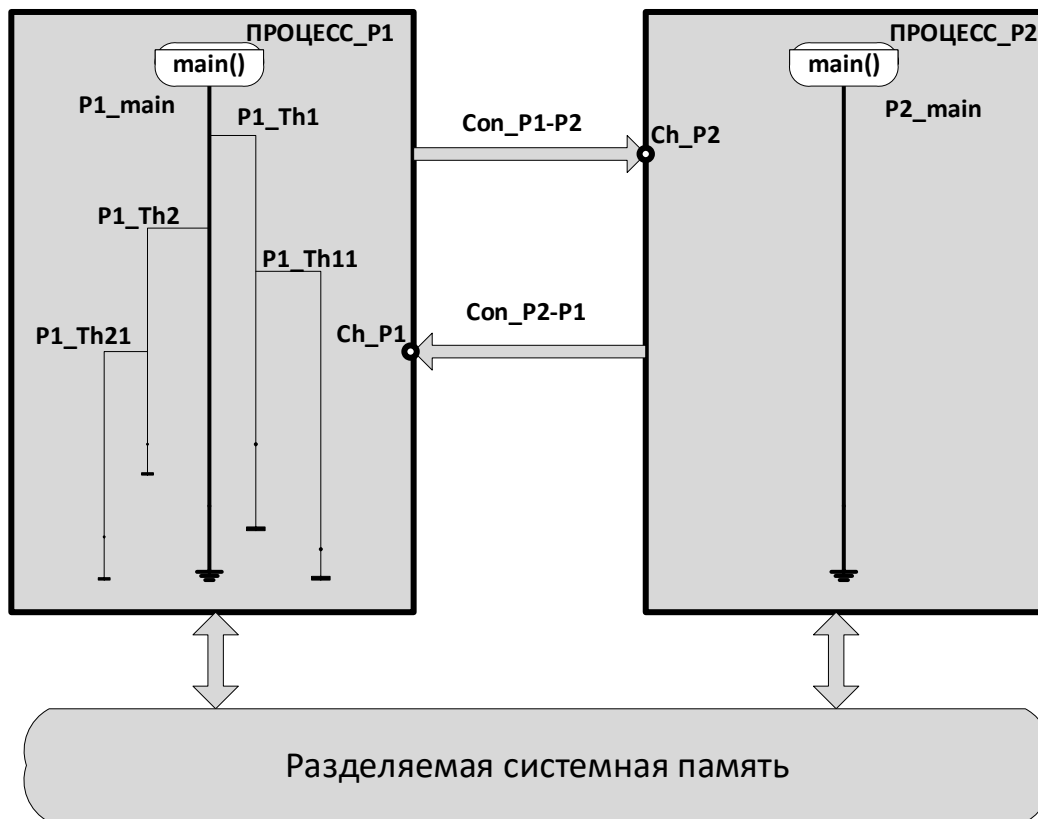 ПРОЦЕСС_P1
main()
P1_main
P1_Th1
P1_Th2
P1_Th11
P1_Th21
Con_P1-P2
Ch_P2
Con_P2-P1
Ch_P1
ПРОЦЕСС_P2
main()
P2_main
Разделяемая системная память